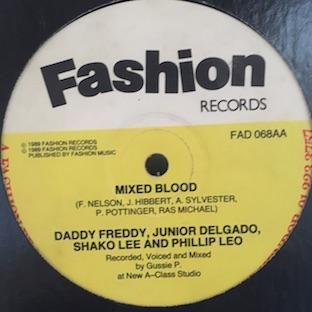 Fashion
RECORDS
℗ 1989 FASHION RECORDS
© 1989 FASHION RECORDS
PUBLISHED BY FASHION MUSIC
FAD 068AA
MIXED BLOOD
(F. NELSON, J. HIBBERT, A. SYLVESTER,
P. POTTINGER, RAS MICHAEL)
DADDY FREDDY, JUNIOR DELGADO,
SHAKO LEE AND PHILLIP LEO
Recorded, Voiced and Mixed
by Gussie P.
at New A-Class Studio